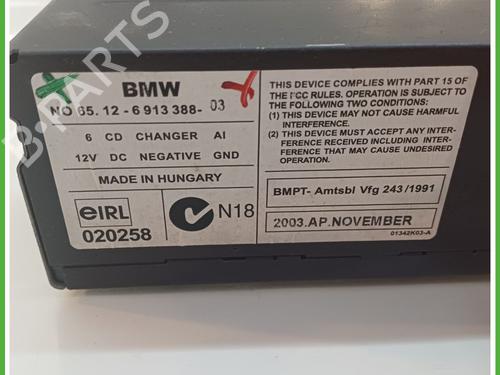 BMW
NO 65.12 - 6 913 388- 03
6 CD CHANGER AI
12V DC NEGATIVE GND
MADE IN HUNGARY
eIRL
020258
N18
THIS DEVICE COMPLIES WITH PART 15 OF
THE FCC RULES. OPERATION IS SUBJECT
TO THE FOLLOWING TWO CONDITIONS:
(1) THIS DEVICE MAY NOT CAUSE HARMFUL
INTERFERENCE.
(2) THIS DEVICE MUST ACCEPT ANY INTER-
FERENCE RECEIVED INCLUDING INTER-
FERENCE THAT MAY CAUSE UNDESIRED
OPERATION.
BMPT- Amtsbl Vfg 243 /1991
2003.AP.NOVEMBER
01342K03-A
B-PARTS